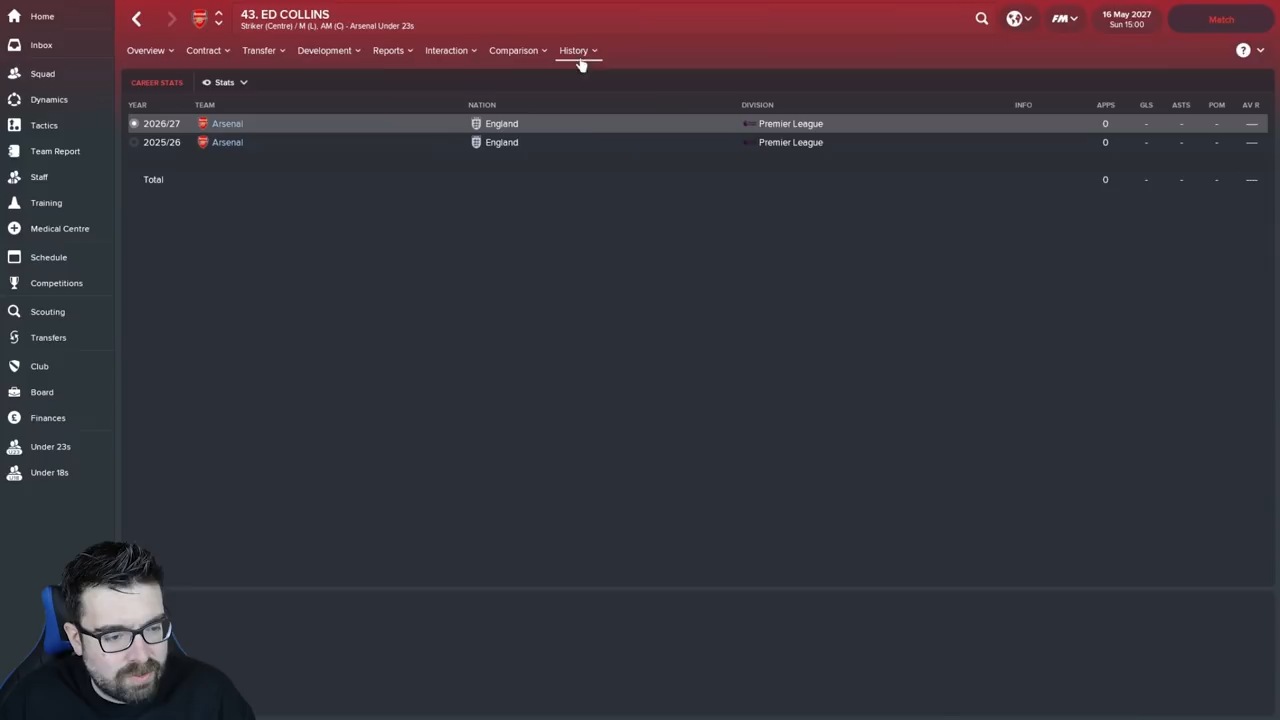 Home
Inbox
Squad
Dynamics
Tactics
Team Report
Staff
Training
Medical Centre
Schedule
Competitions
Scouting
Transfers
Club
Board
Finances
U23 Under 23s
U18 Under 18s
43. ED COLLINS
Striker (Centre) / M (L), AM (C) - Arsenal Under 23s
FM
16 May 2027
Sun 15:00
Match
Overview Contract Transfer Development Reports Interaction Comparison History ?
CAREER STATS Stats
YEAR TEAM NATION DIVISION INFO APPS GLS ASTS POM AV R
2026/27 Arsenal England Premier League 0 - - - —
2025/26 Arsenal England Premier League 0 - - - —
Total 0 - - - —